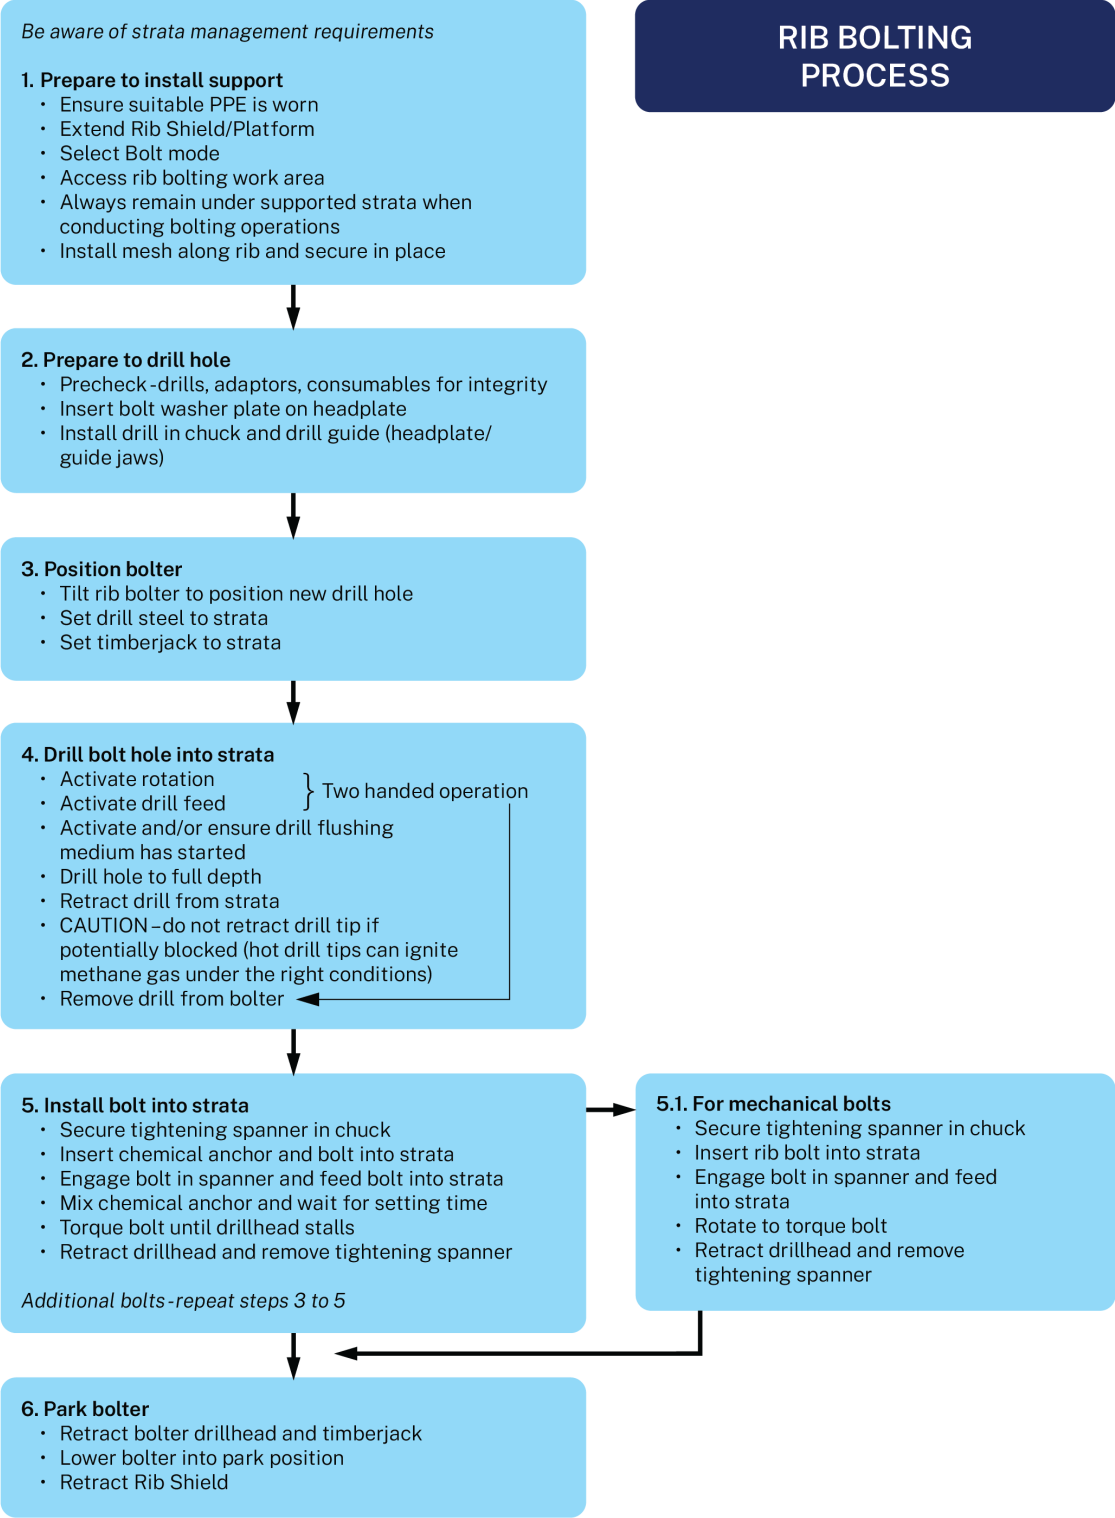 RIB BOLTING
PROCESS
Be aware of strata management requirements
1. Prepare to install support
• Ensure suitable PPE is worn
• Extend Rib Shield/Platform
• Select Bolt mode
• Access rib bolting work area
• Always remain under supported strata when
conducting bolting operations
• Install mesh along rib and secure in place
2. Prepare to drill hole
• Precheck - drills, adaptors, consumables for integrity
• Insert bolt washer plate on headplate
• Install drill in chuck and drill guide (headplate/
guide jaws)
3. Position bolter
• Tilt rib bolter to position new drill hole
• Set drill steel to strata
• Set timberjack to strata
4. Drill bolt hole into strata
• Activate rotation
• Activate drill feed
} Two handed operation
• Activate and/or ensure drill flushing
medium has started
• Drill hole to full depth
• Retract drill from strata
• CAUTION – do not retract drill tip if
potentially blocked (hot drill tips can ignite
methane gas under the right conditions)
• Remove drill from bolter
5. Install bolt into strata
• Secure tightening spanner in chuck
• Insert chemical anchor and bolt into strata
• Engage bolt in spanner and feed bolt into strata
• Mix chemical anchor and wait for setting time
• Torque bolt until drillhead stalls
• Retract drillhead and remove tightening spanner
Additional bolts - repeat steps 3 to 5
5.1. For mechanical bolts
• Secure tightening spanner in chuck
• Insert rib bolt into strata
• Engage bolt in spanner and feed
into strata
• Rotate to torque bolt
• Retract drillhead and remove
tightening spanner
6. Park bolter
• Retract bolter drillhead and timberjack
• Lower bolter into park position
• Retract Rib Shield